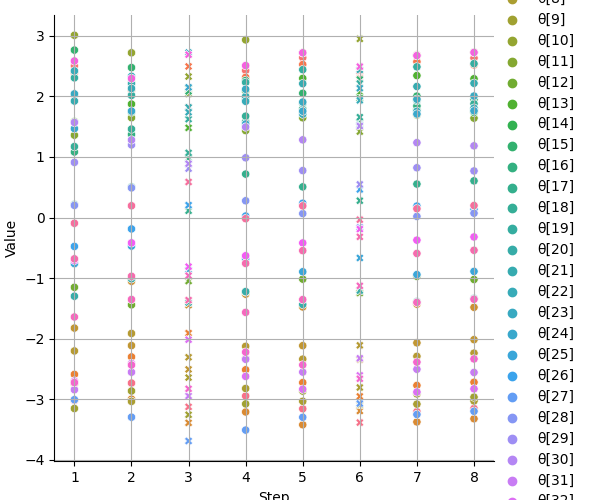 3
2
1
0
−1
−2
−3
−4
Value
1 2 3 4 5 6 7 8
Step
θ[8]
θ[9]
θ[10]
θ[11]
θ[12]
θ[13]
θ[14]
θ[15]
θ[16]
θ[17]
θ[18]
θ[19]
θ[20]
θ[21]
θ[22]
θ[23]
θ[24]
θ[25]
θ[26]
θ[27]
θ[28]
θ[29]
θ[30]
θ[31]
θ[32]